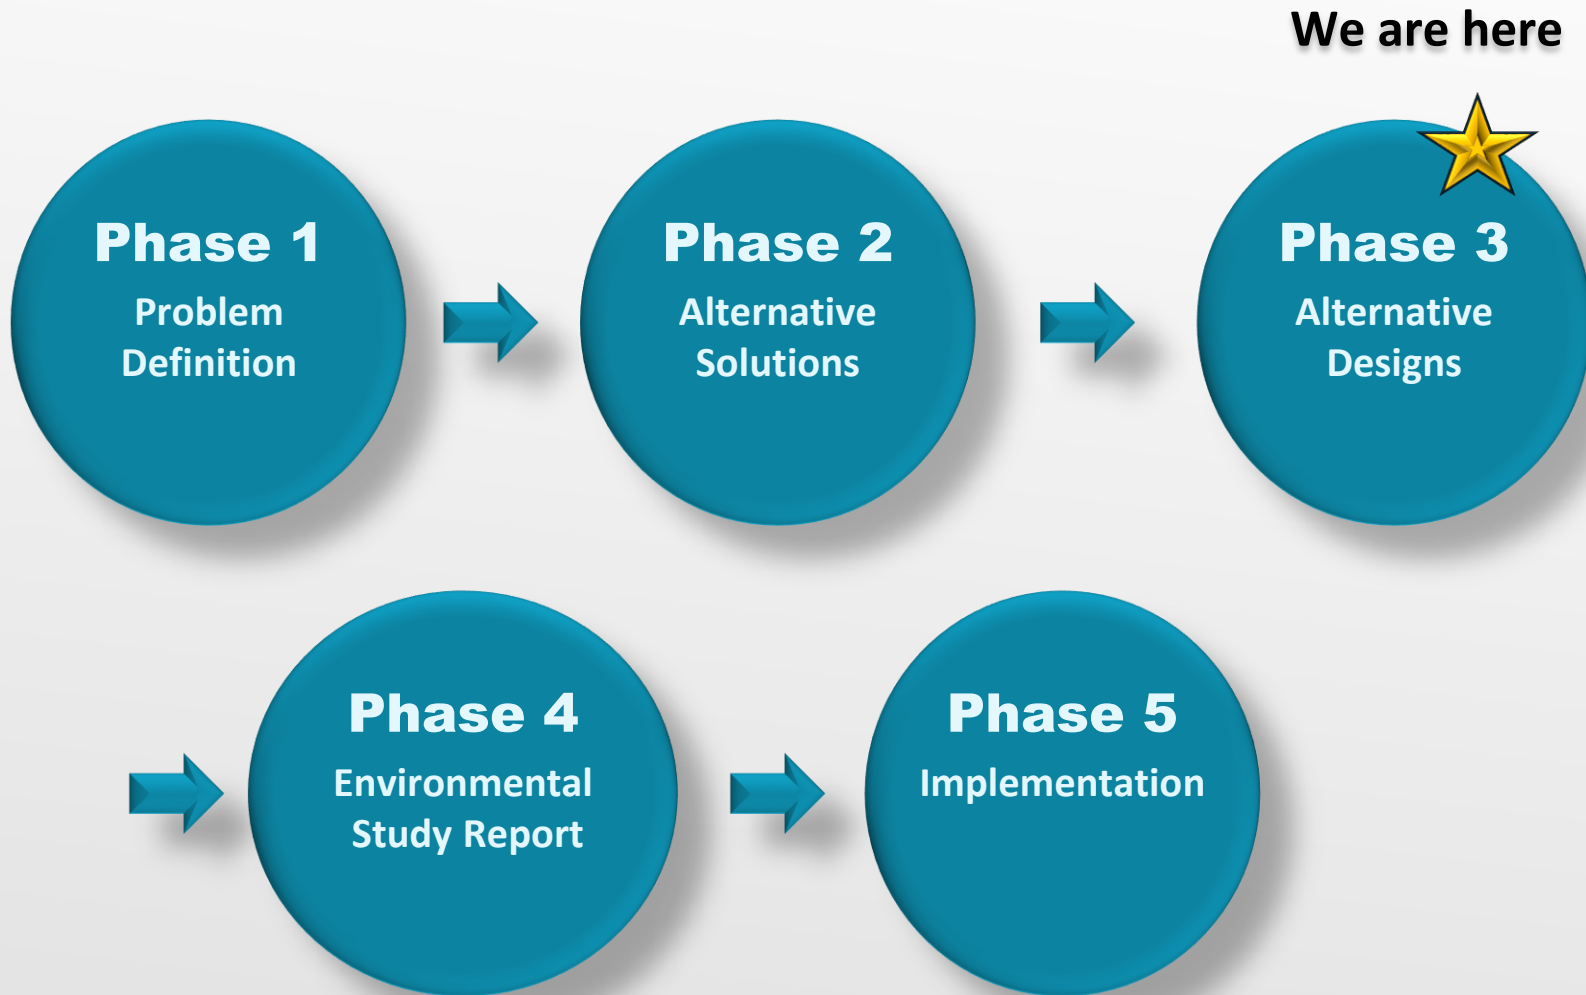 We are here
Phase 1
Problem
Definition
Phase 2
Alternative
Solutions
Phase 3
Alternative
Designs
Phase 4
Environmental
Study Report
Phase 5
Implementation